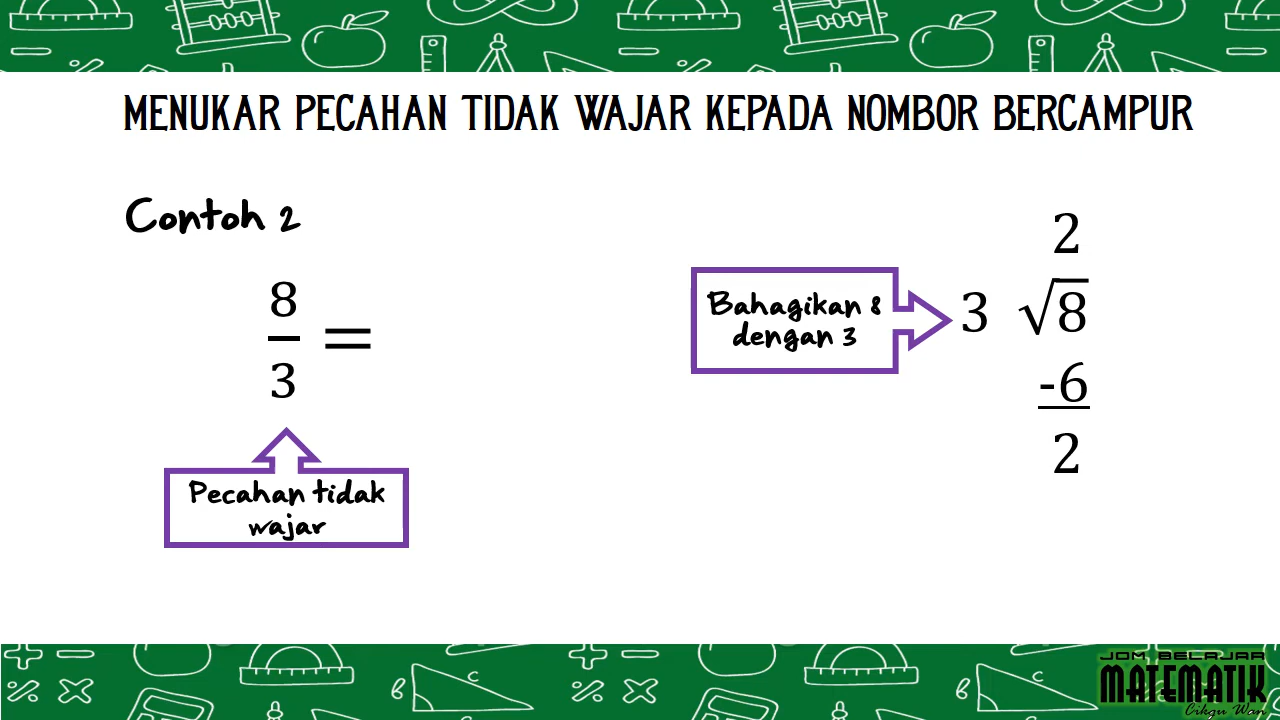 MENUKAR PECAHAN TIDAK WAJAR KEPADA NOMBOR BERCAMPUR
Contoh 2
8
3
=
Pecahan tidak
wajar
Bahagikan 8
dengan 3
2
3 √8
-6
2
b
c
b
c
JOM BELAJAR
MATEMATIK
Cikgu Wan